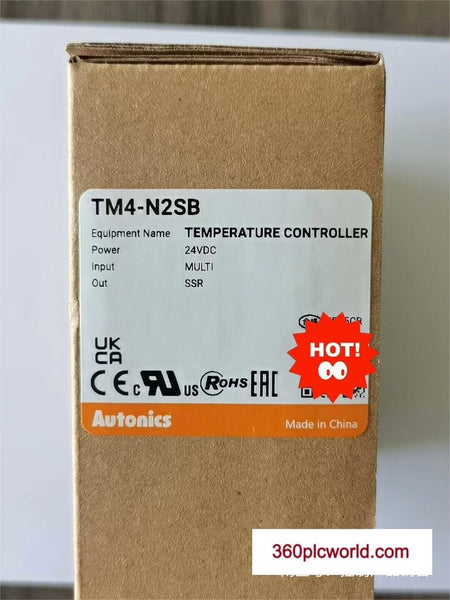 TM4-N2SB
Equipment Name TEMPERATURE CONTROLLER
Power 24VDC
Input MULTI
Out SSR
HOT!
UK
CA
CE c RU US RoHS EAC
Autonics
Made in China
360plcworld.com